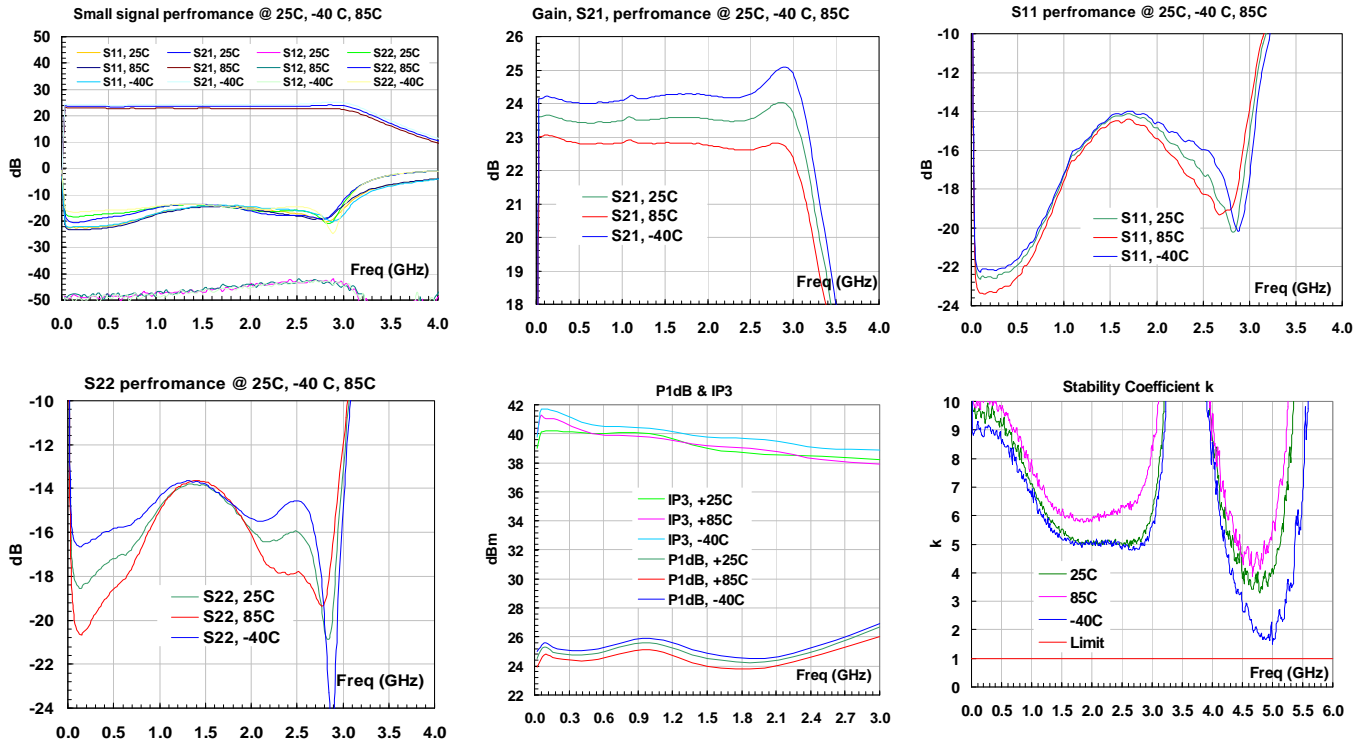 Small signal perfromance @ 25C, -40 C, 85C
50
40
30
20
10
0
-10
-20
-30
-40
-50
dB
S11, 25C S21, 25C S12, 25C S22, 25C
S11, 85C S21, 85C S12, 85C S22, 85C
S11, -40C S21, -40C S12, -40C S22, -40C
Freq (GHz)
0.0 0.5 1.0 1.5 2.0 2.5 3.0 3.5 4.0
Gain, S21, perfromance @ 25C, -40 C, 85C
26
25
24
23
22
21
20
19
18
dB
S21, 25C
S21, 85C
S21, -40C
Freq (GHz)
0.0 0.5 1.0 1.5 2.0 2.5 3.0 3.5 4.0
S11 perfromance @ 25C, -40 C, 85C
-10
-12
-14
-16
-18
-20
-22
-24
dB
S11, 25C
S11, 85C
S11, -40C
Freq (GHz)
0.0 0.5 1.0 1.5 2.0 2.5 3.0 3.5 4.0
S22 perfromance @ 25C, -40 C, 85C
-10
-12
-14
-16
-18
-20
-22
-24
dB
S22, 25C
S22, 85C
S22, -40C
Freq (GHz)
0.0 0.5 1.0 1.5 2.0 2.5 3.0 3.5 4.0
P1dB & IP3
42
40
38
36
34
32
30
28
26
24
22
dBm
IP3, +25C
IP3, +85C
IP3, -40C
P1dB, +25C
P1dB, +85C
P1dB, -40C
Freq (GHz)
0.0 0.3 0.6 0.9 1.2 1.5 1.8 2.1 2.4 2.7 3.0
Stability Coefficient k
10
9
8
7
6
5
4
3
2
1
0
k
25C
85C
-40C
Limit
Freq (GHz)
0.0 0.5 1.0 1.5 2.0 2.5 3.0 3.5 4.0 4.5 5.0 5.5 6.0